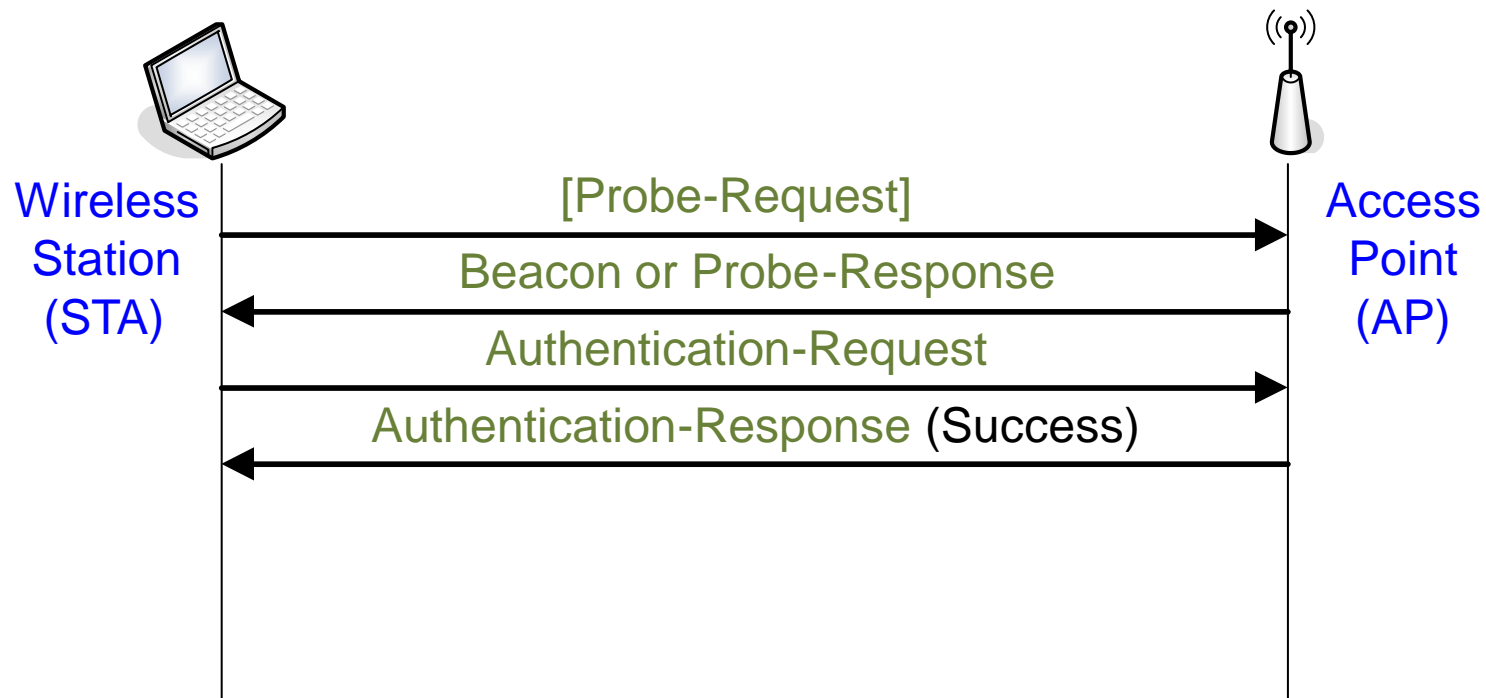 Wireless
Station
(STA)
[Probe-Request]
Beacon or Probe-Response
Authentication-Request
Authentication-Response (Success)
Access
Point
(AP)